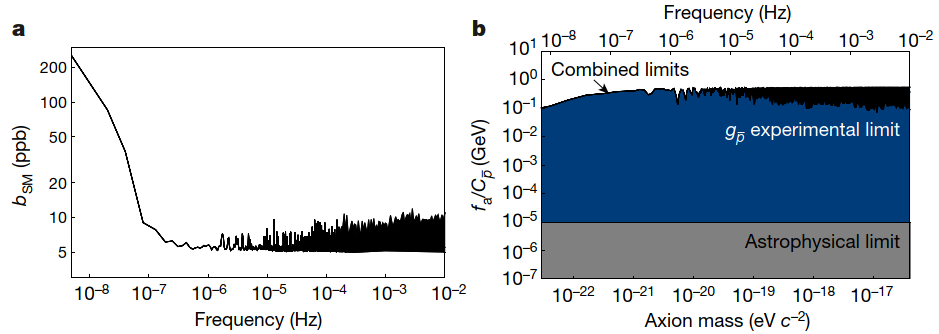 a
b_SM (ppb)
200
100
50
20
10
5
10⁻⁸ 10⁻⁷ 10⁻⁶ 10⁻⁵ 10⁻⁴ 10⁻³ 10⁻²
Frequency (Hz)
b
Frequency (Hz)
10⁻⁸ 10⁻⁷ 10⁻⁶ 10⁻⁵ 10⁻⁴ 10⁻³ 10⁻²
f_a/C_p̅ (GeV)
10¹
10⁰
10⁻¹
10⁻²
10⁻³
10⁻⁴
10⁻⁵
10⁻⁶
10⁻⁷
Combined limits
g_p̅ experimental limit
Astrophysical limit
10⁻²² 10⁻²¹ 10⁻²⁰ 10⁻¹⁹ 10⁻¹⁸ 10⁻¹⁷
Axion mass (eV c⁻²)